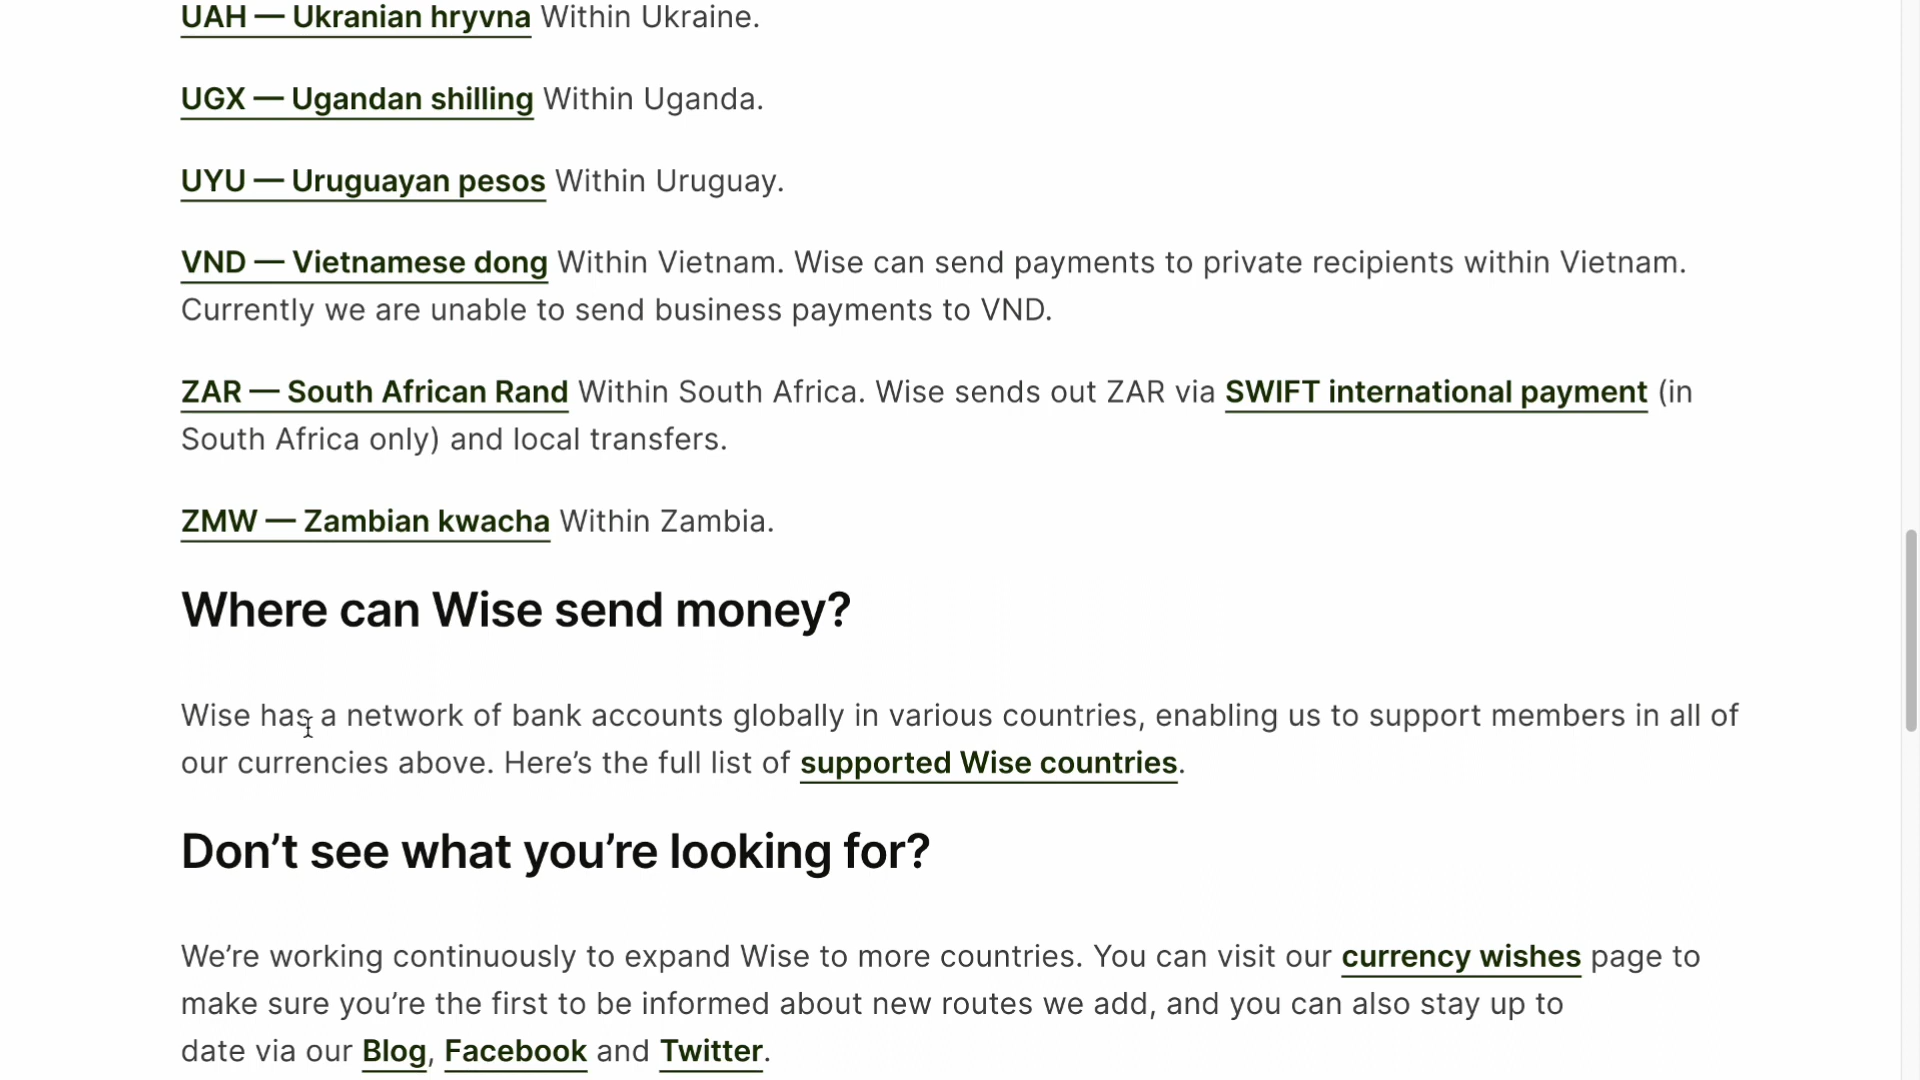 UAH — Ukranian hryvna Within Ukraine.
UGX — Ugandan shilling Within Uganda.
UYU — Uruguayan pesos Within Uruguay.
VND — Vietnamese dong Within Vietnam. Wise can send payments to private recipients within Vietnam.
Currently we are unable to send business payments to VND.
ZAR — South African Rand Within South Africa. Wise sends out ZAR via SWIFT international payment (in
South Africa only) and local transfers.
ZMW — Zambian kwacha Within Zambia.
Where can Wise send money?
Wise has a network of bank accounts globally in various countries, enabling us to support members in all of
our currencies above. Here’s the full list of supported Wise countries.
Don’t see what you’re looking for?
We’re working continuously to expand Wise to more countries. You can visit our currency wishes page to
make sure you’re the first to be informed about new routes we add, and you can also stay up to
date via our Blog, Facebook and Twitter.